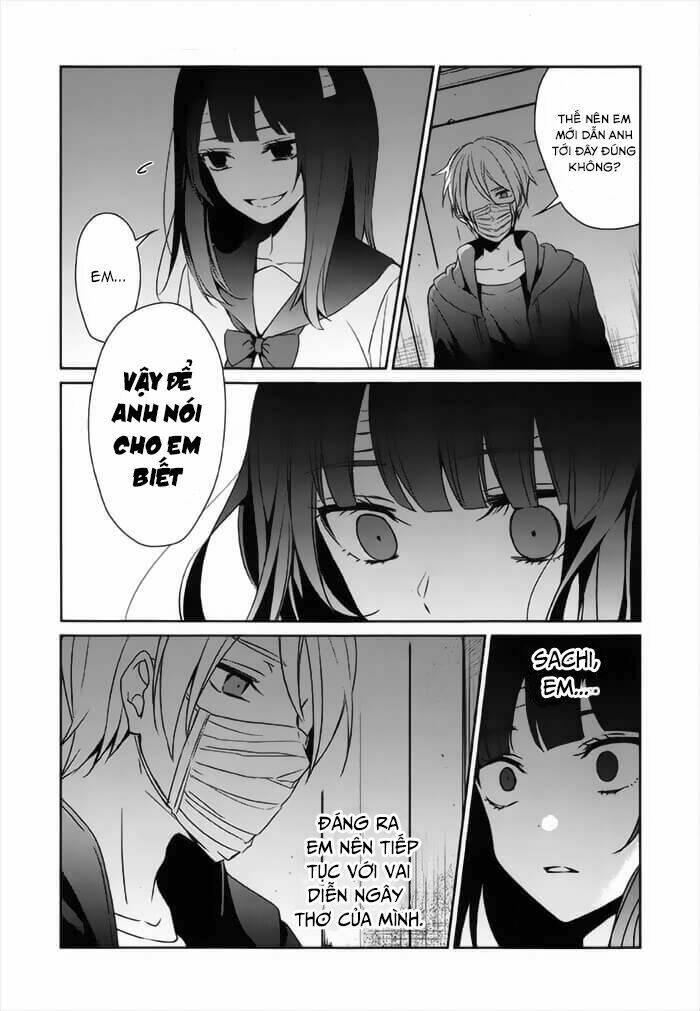 THẾ NÊN EM
MỚI DẪN ANH
TỚI ĐÂY ĐÚNG
KHÔNG?
EM...
VẬY ĐỂ
ANH NÓI
CHO EM
BIẾT
SACHI,
EM...
ĐÁNG RA
EM NÊN TIẾP
TỤC VỚI VAI
DIỄN NGÂY
THƠ CỦA MÌNH.